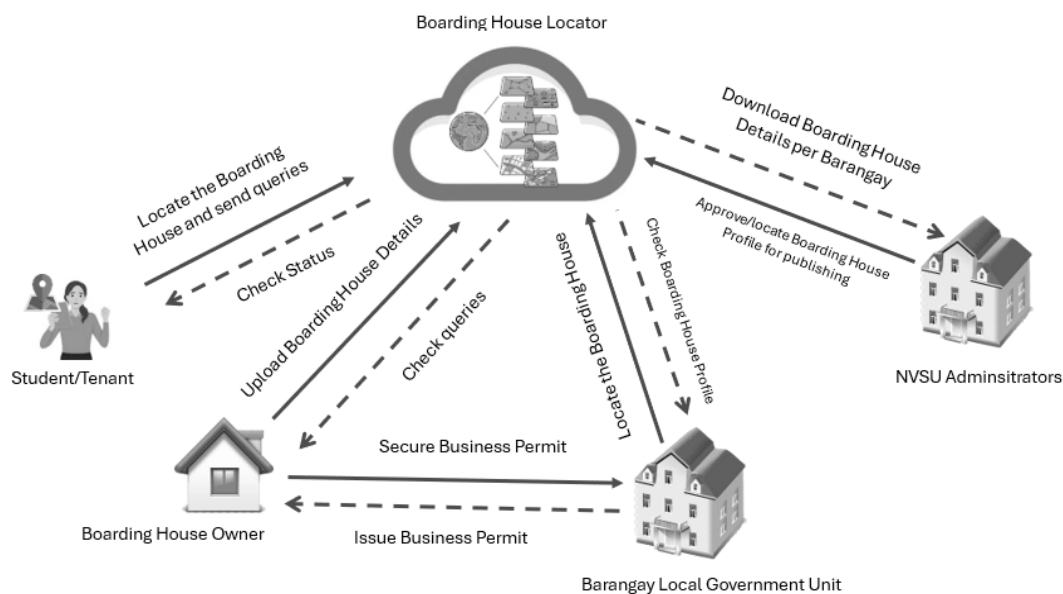 Boarding House Locator
Download Boarding House
Details per Barangay
Locate the Boarding
House and send queries
Approve/locate Boarding House
Profile for publishing
Check Status
Upload Boarding House Details
Check queries
Locate the Boarding House
Check Boarding House Profile
Student/Tenant
NVSU Adminsitrators
Secure Business Permit
Boarding House Owner
Issue Business Permit
Barangay Local Government Unit